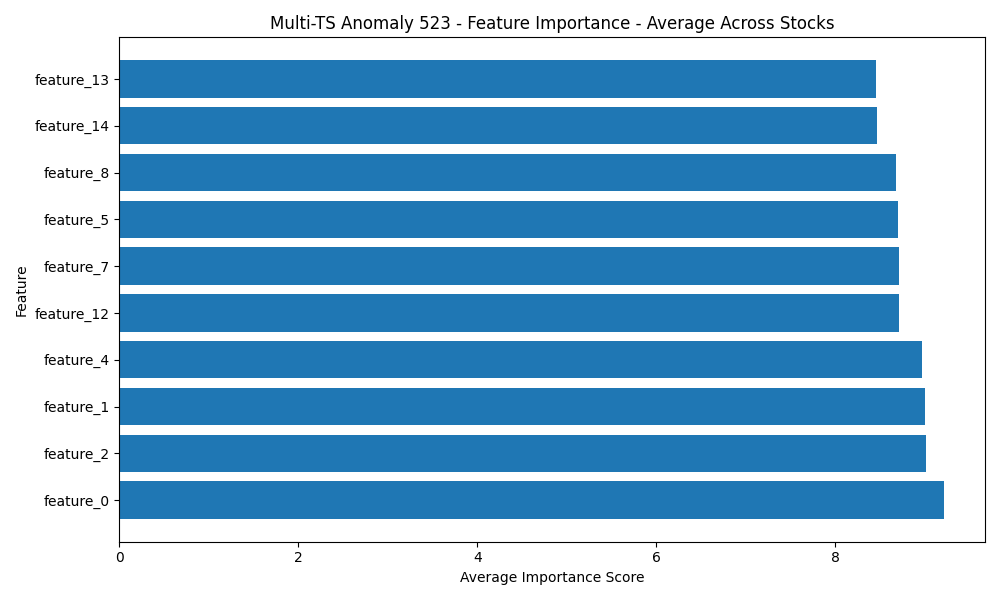 Multi-TS Anomaly 523 - Feature Importance - Average Across Stocks
Feature
feature_13
feature_14
feature_8
feature_5
feature_7
feature_12
feature_4
feature_1
feature_2
feature_0
0 2 4 6 8
Average Importance Score